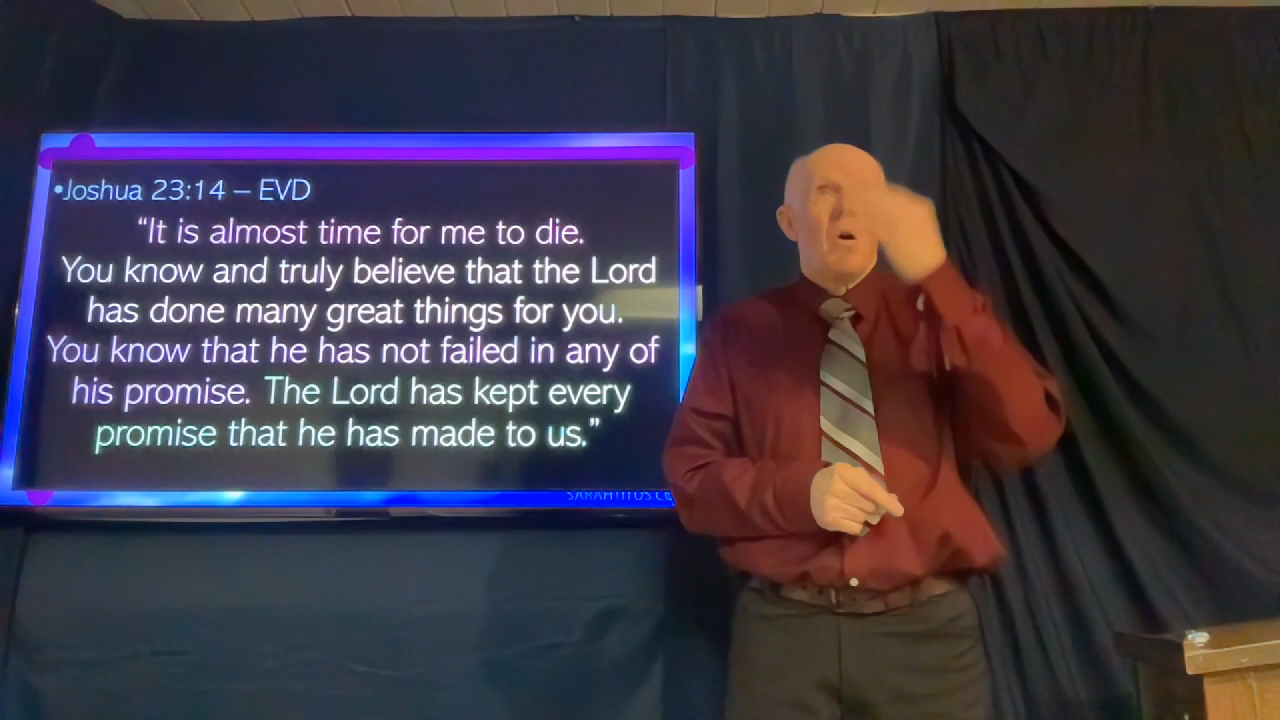 •Joshua 23:14 – EVD
“It is almost time for me to die.
You know and truly believe that the Lord
has done many great things for you.
You know that he has not failed in any of
his promise. The Lord has kept every
promise that he has made to us.”